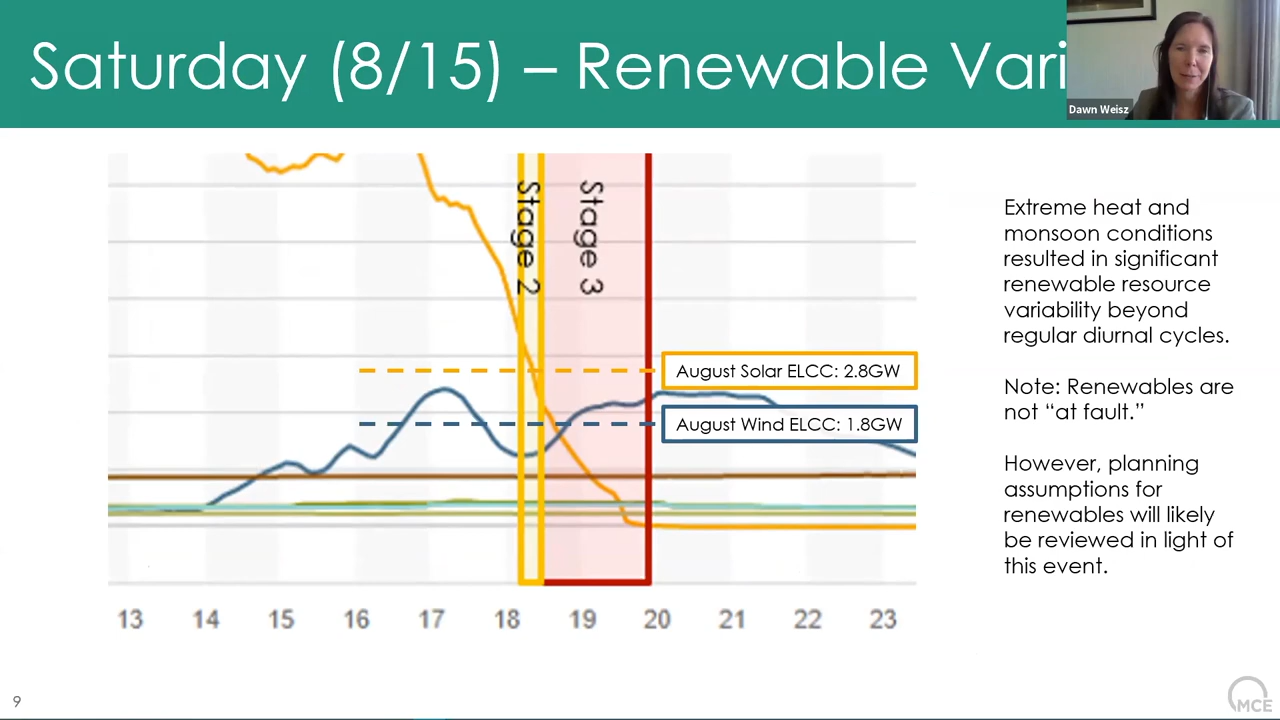 Saturday (8/15) – Renewable Vari
Dawn Weisz
Stage 2
Stage 3
August Solar ELCC: 2.8GW
August Wind ELCC: 1.8GW
13 14 15 16 17 18 19 20 21 22 23
Extreme heat and
monsoon conditions
resulted in significant
renewable resource
variability beyond
regular diurnal cycles.
Note: Renewables are
not “at fault.”
However, planning
assumptions for
renewables will likely
be reviewed in light of
this event.
9
MCE